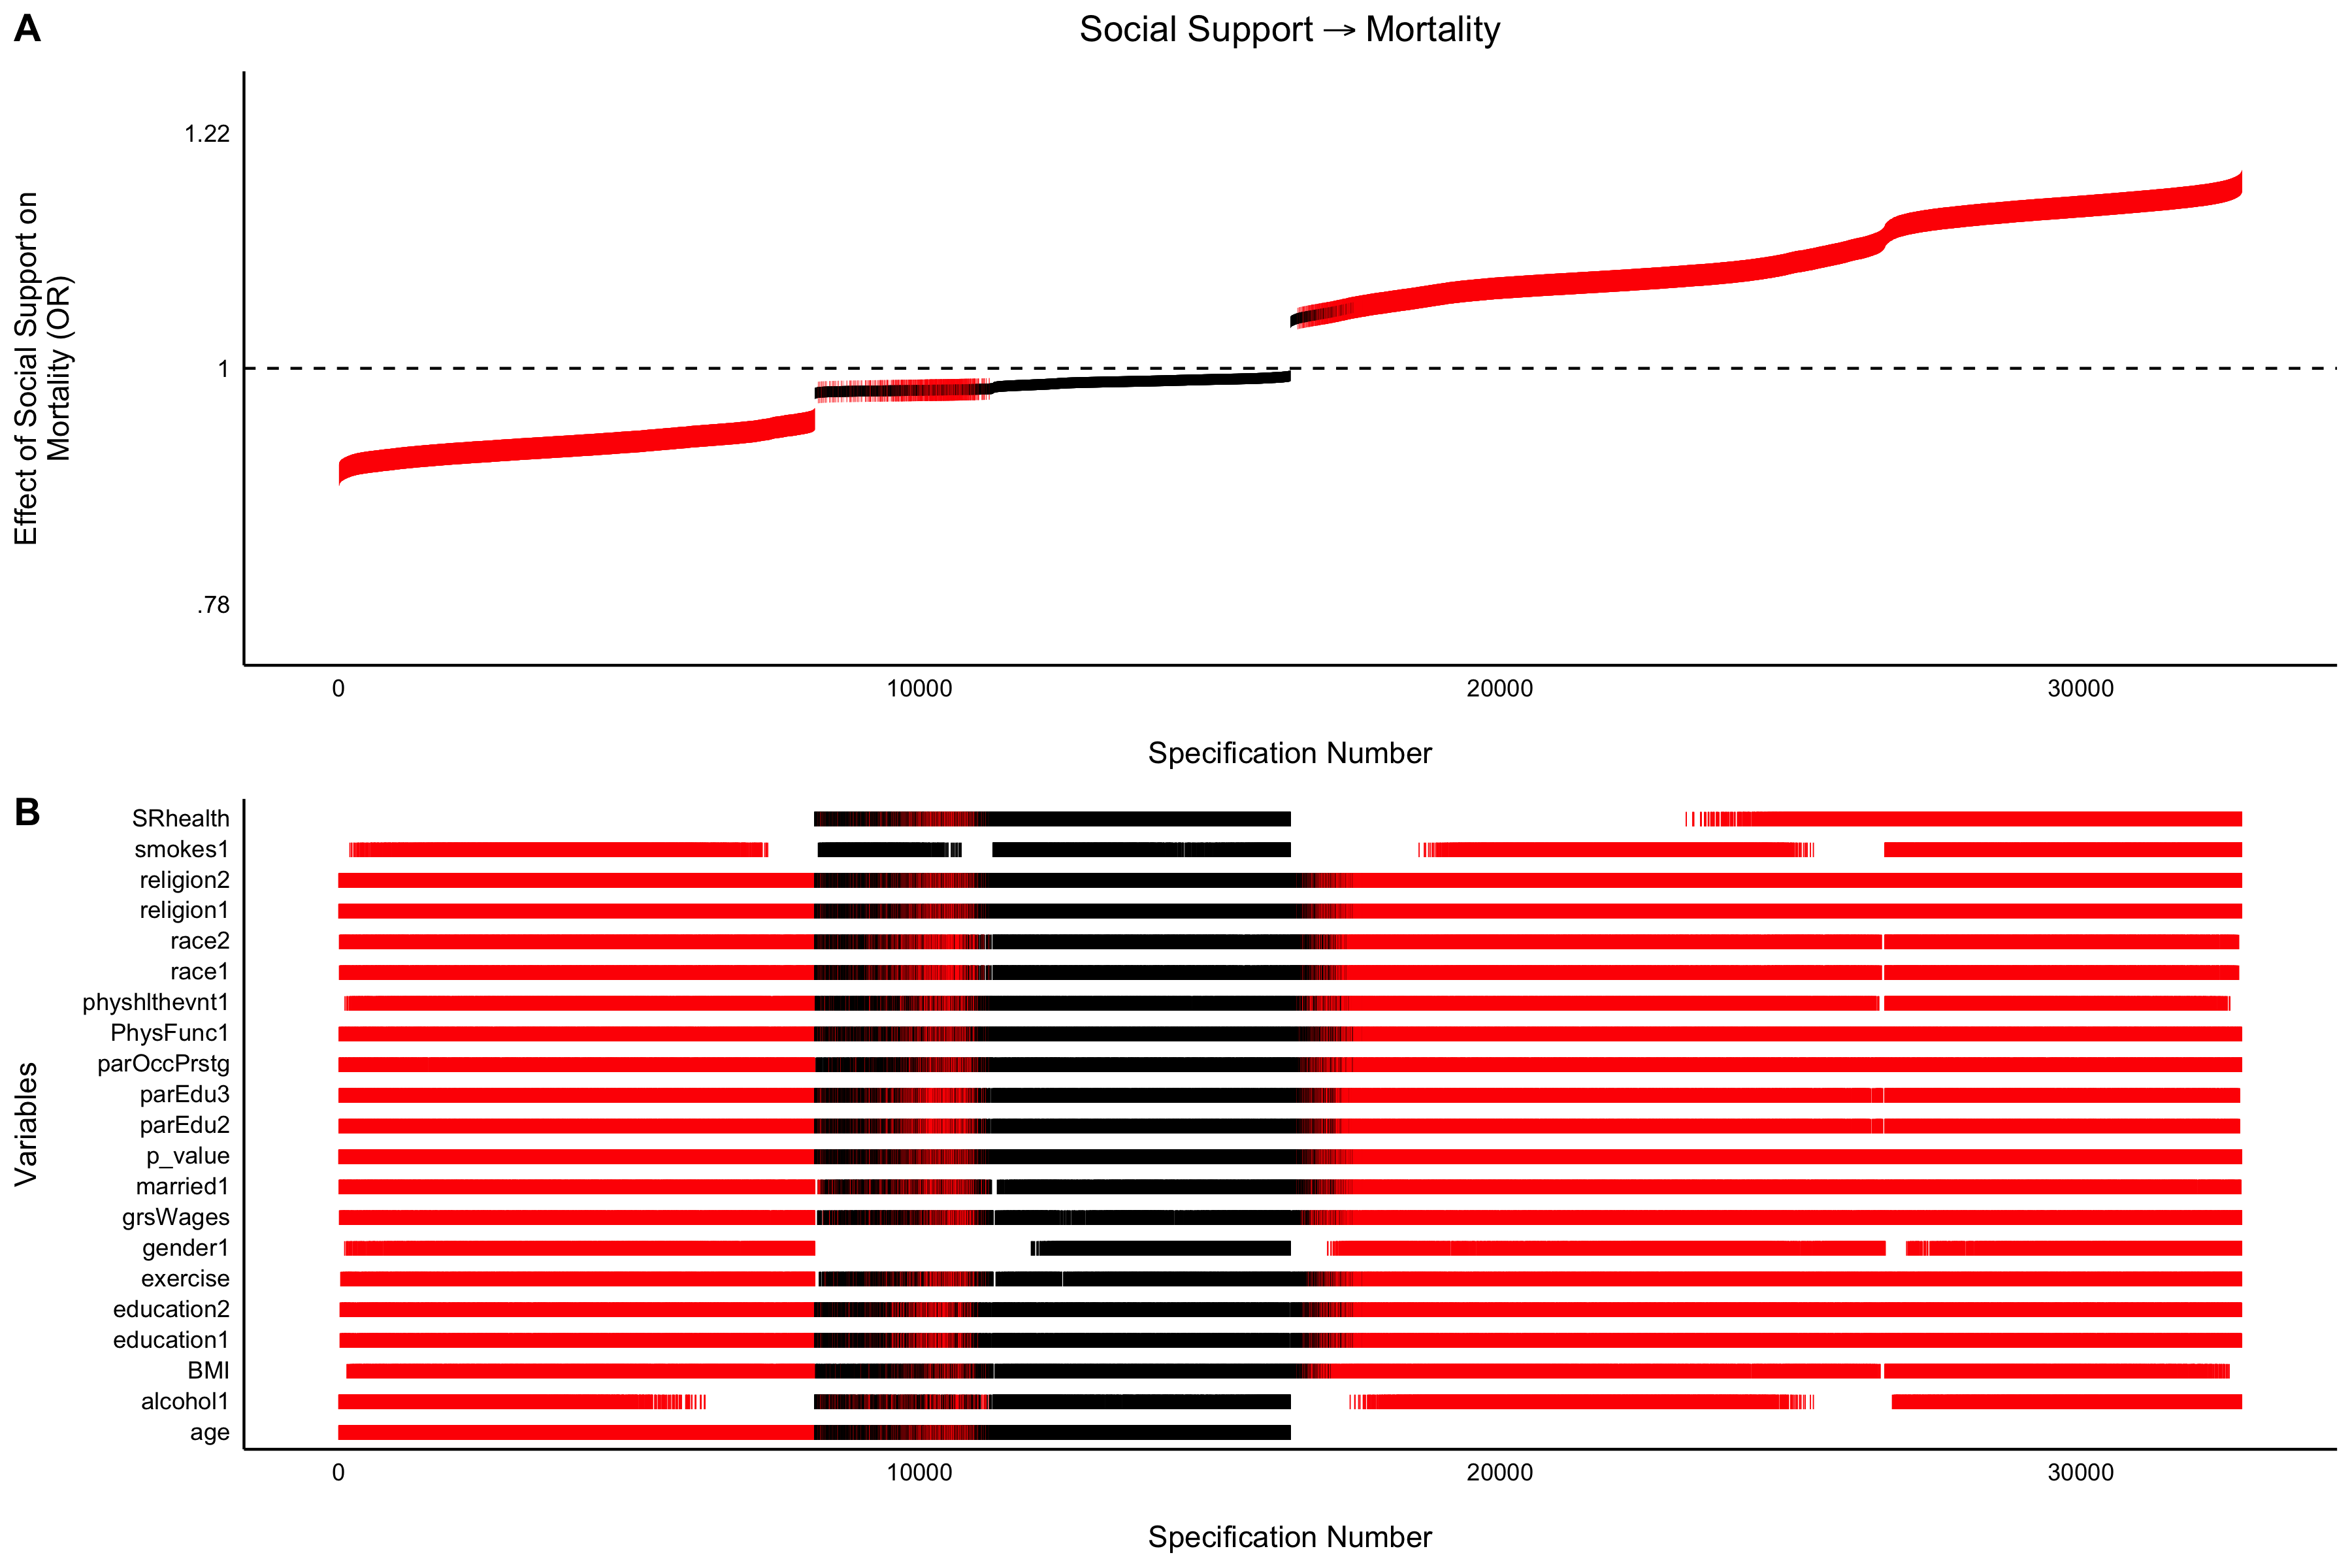 A
Social Support → Mortality
Effect of Social Support on
Mortality (OR)
1.22
1
.78
0 10000 20000 30000
Specification Number
B
Variables
SRhealth
smokes1
religion2
religion1
race2
race1
physhlthevnt1
PhysFunc1
parOccPrstg
parEdu3
parEdu2
p_value
married1
grsWages
gender1
exercise
education2
education1
BMI
alcohol1
age
0 10000 20000 30000
Specification Number